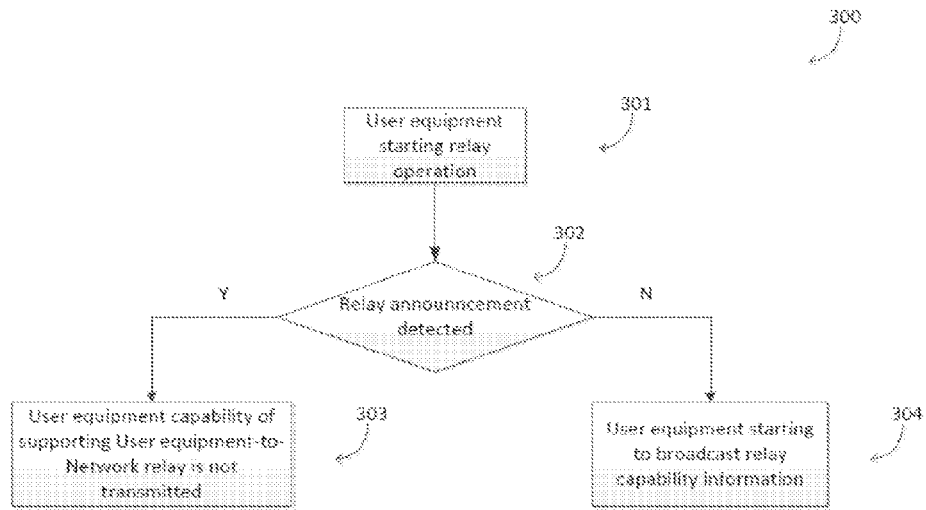 300
301
User equipment
starting relay
operation
302
Y
N
Relay announncement
detected
User equipment capability of
supporting User equipment-to-
Network relay is not
transmitted
303
User equipment starting
to broadcast relay
capability information
304